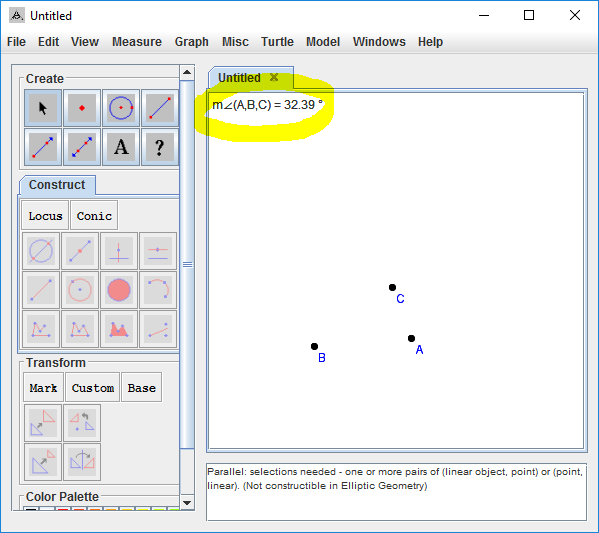 Untitled
File Edit View Measure Graph Misc Turtle Model Windows Help
Create
A ?
Construct
Locus Conic
Transform
Mark Custom Base
Color Palette
Untitled
m∠(A,B,C) = 32.39 °
C
A
B
Parallel: selections needed - one or more pairs of (linear object, point) or (point,
linear). (Not constructible in Elliptic Geometry)